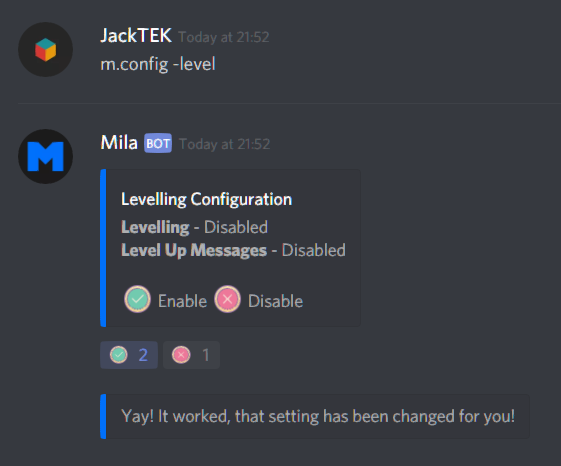 JackTEK Today at 21:52
m.config -level
M
Mila BOT Today at 21:52
Levelling Configuration
Levelling - Disabled
Level Up Messages - Disabled
Enable Disable
2 1
Yay! It worked, that setting has been changed for you!